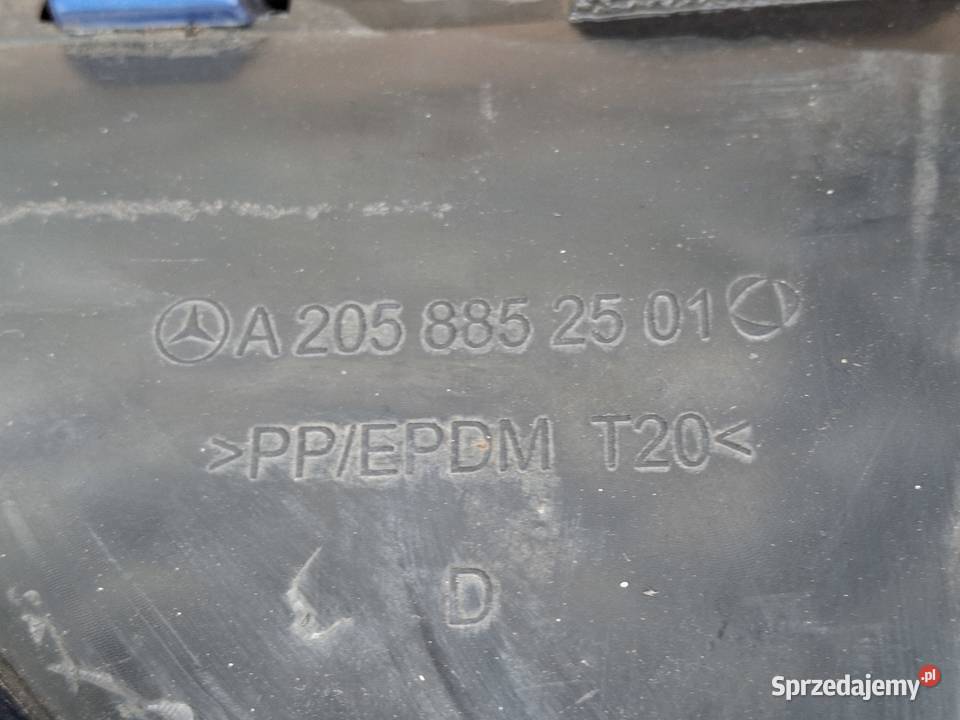 A 205 885 25 01
>PP/EPDM T20<
D
Sprzedajemy.pl